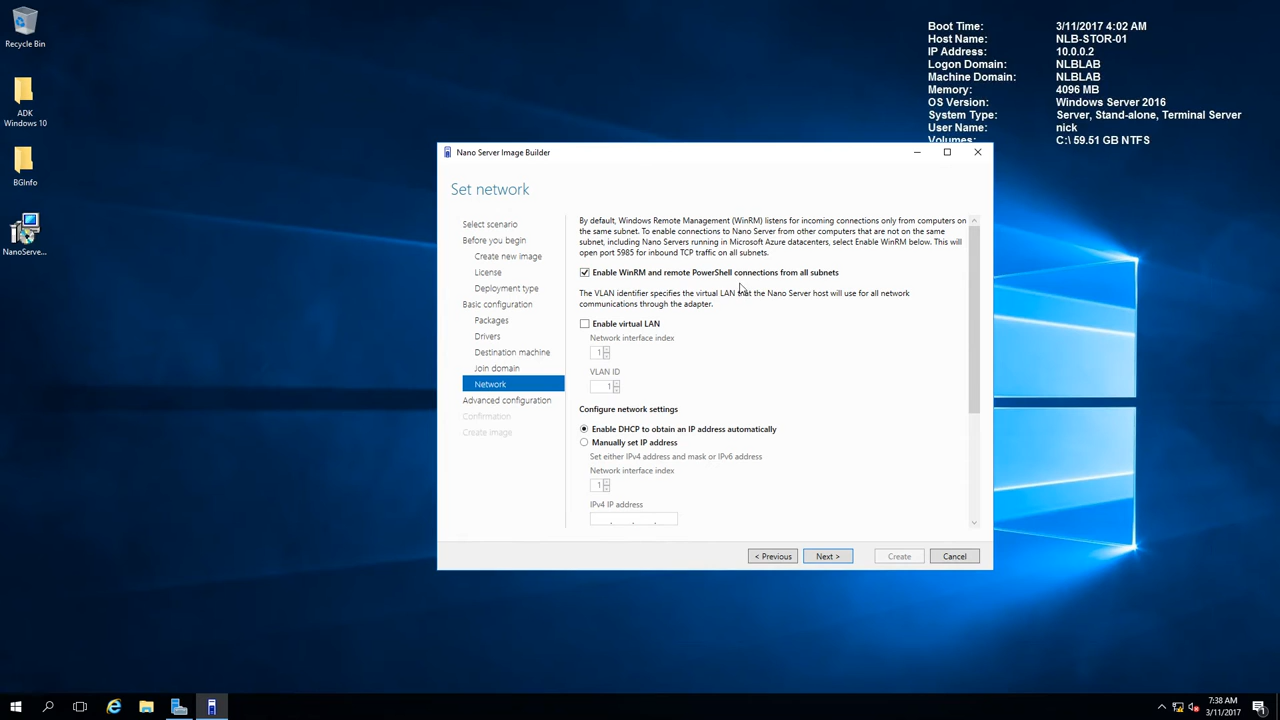 Recycle Bin
ADK
Windows 10
BGInfo
NanoServe...
Boot Time: 3/11/2017 4:02 AM
Host Name: NLB-STOR-01
IP Address: 10.0.0.2
Logon Domain: NLBLAB
Machine Domain: NLBLAB
Memory: 4096 MB
OS Version: Windows Server 2016
System Type: Server, Stand-alone, Terminal Server
User Name: nick
Volumes: C:\ 59.51 GB NTFS
Nano Server Image Builder
Set network
Select scenario
Before you begin
Create new image
License
Deployment type
Basic configuration
Packages
Drivers
Destination machine
Join domain
Network
Advanced configuration
Confirmation
Create image
By default, Windows Remote Management (WinRM) listens for incoming connections only from computers on
the same subnet. To enable connections to Nano Server from other computers that are not on the same
subnet, including Nano Servers running in Microsoft Azure datacenters, select Enable WinRM below. This will
open port 5985 for inbound TCP traffic on all subnets.
Enable WinRM and remote PowerShell connections from all subnets
The VLAN identifier specifies the virtual LAN that the Nano Server host will use for all network
communications through the adapter.
Enable virtual LAN
Network interface index
1
VLAN ID
1
Configure network settings
Enable DHCP to obtain an IP address automatically
Manually set IP address
Set either IPv4 address and mask or IPv6 address
Network interface index
1
IPv4 IP address
. . .
< Previous
Next >
Create
Cancel
7:38 AM
3/11/2017
1